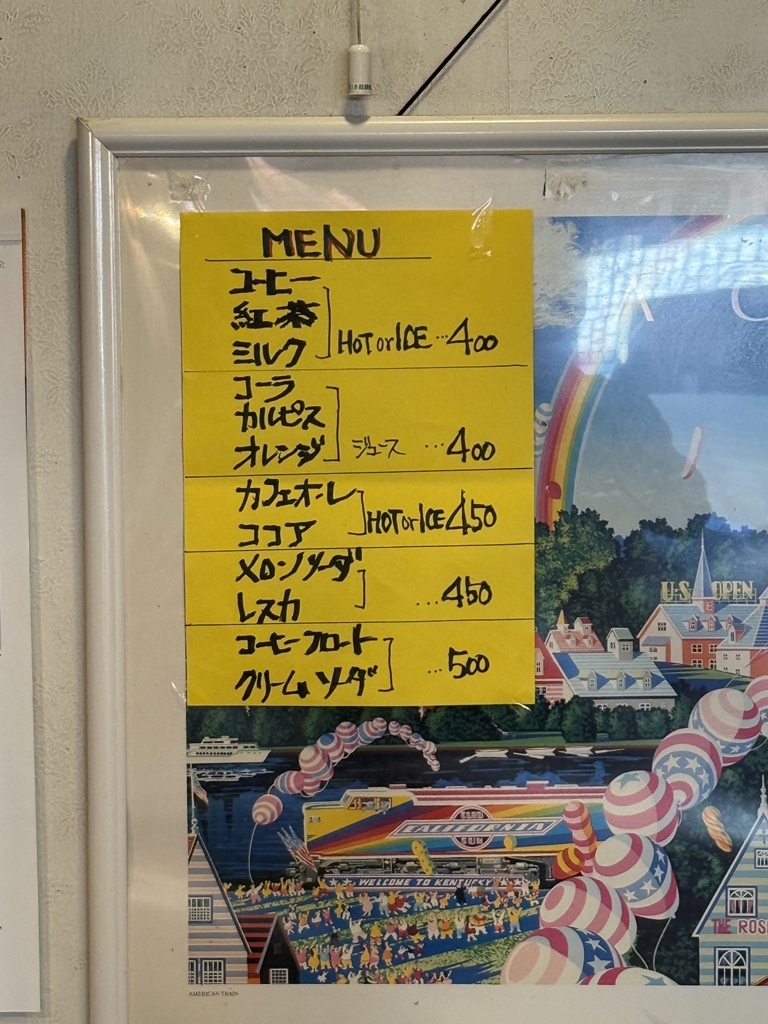 MENU
コーヒー
紅茶
ミルク HOT or ICE …400
コーラ
カルピス
オレンジ ジュース …400
カフェオーレ
ココア HOT or ICE 450
メロンソーダ
レスカ …450
コーヒーフロート
クリームソーダ …500
U.S. OPEN
CALIFORNIA
SUN
WELCOME TO KENTUCKY
THE ROS
AMERICAN TRAIN